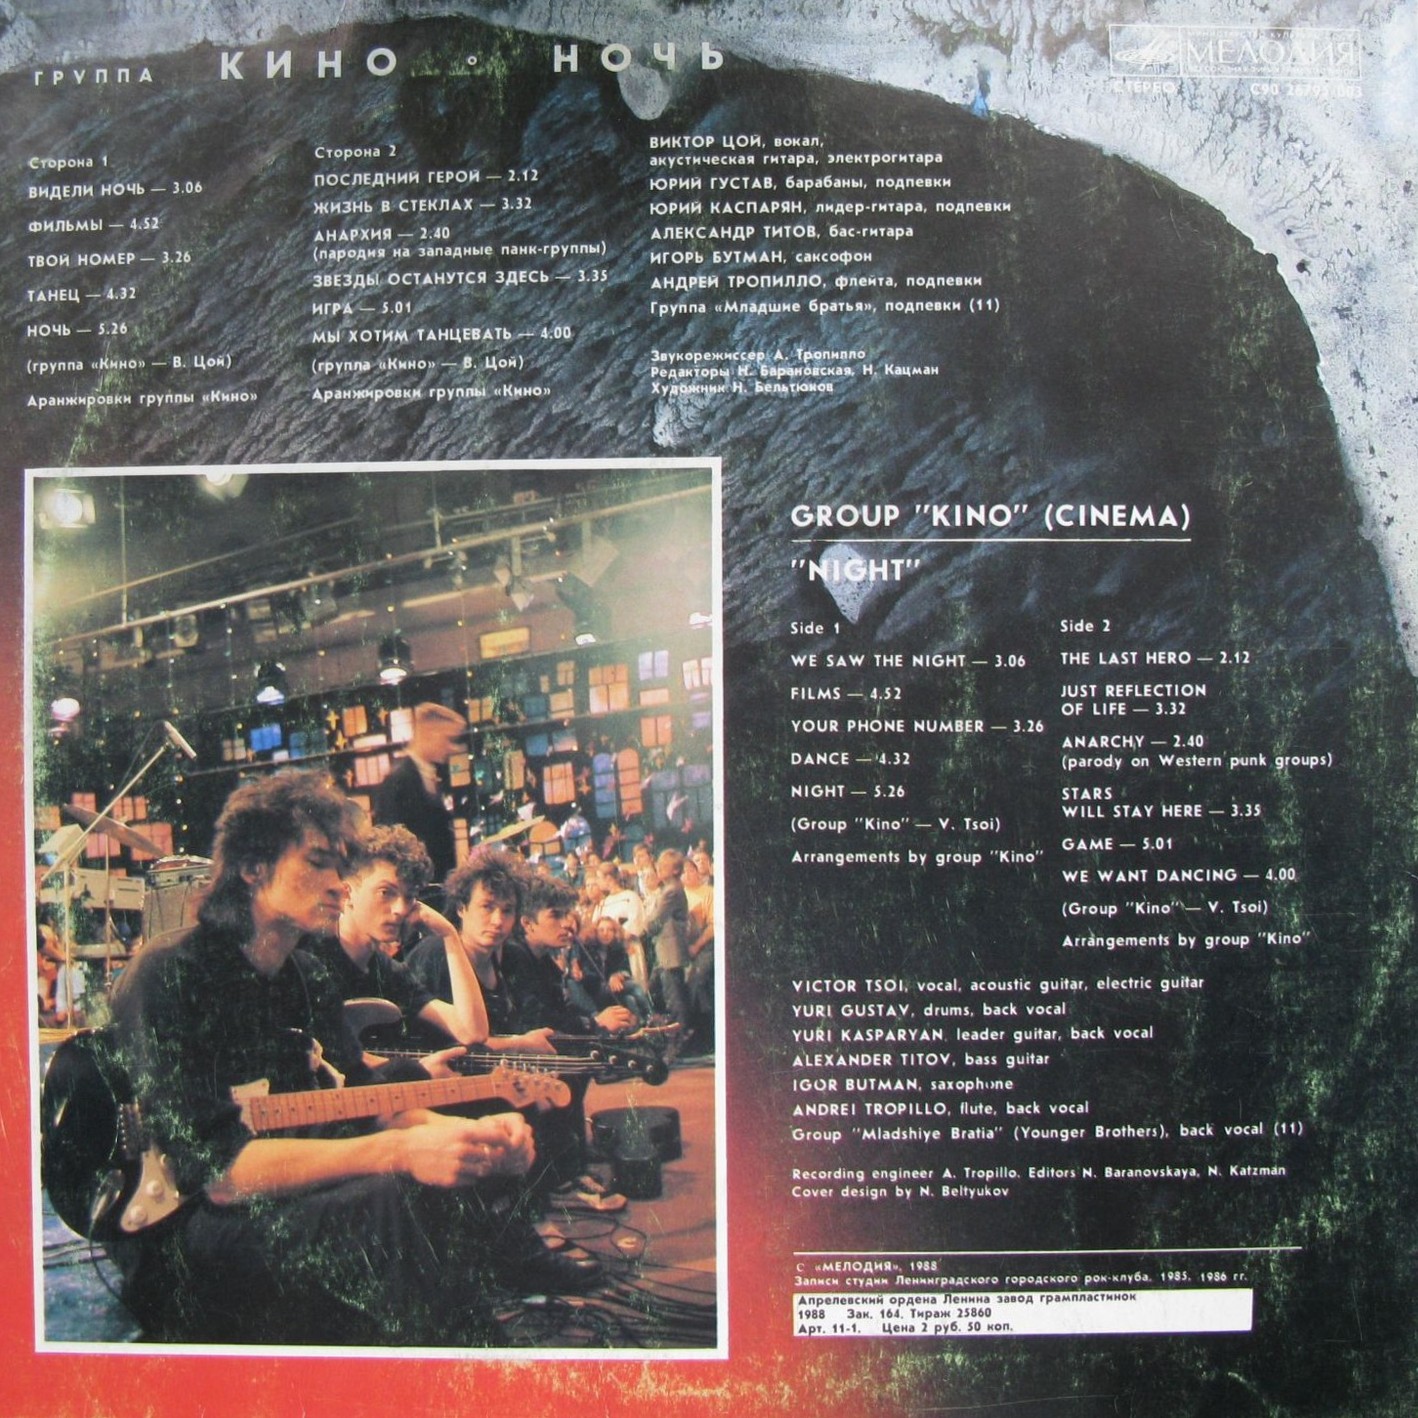 ГРУППА КИНО ∘ НОЧЬ
МЕЛОДИЯ
СТЕРЕО С90 26795 003
Сторона 1
ВИДЕЛИ НОЧЬ — 3.06
ФИЛЬМЫ — 4.52
ТВОЙ НОМЕР — 3.26
ТАНЕЦ — 4.32
НОЧЬ — 5.26
(группа «Кино» — В. Цой)
Аранжировки группы «Кино»
Сторона 2
ПОСЛЕДНИЙ ГЕРОЙ — 2.12
ЖИЗНЬ В СТЕКЛАХ — 3.32
АНАРХИЯ — 2.40
(пародия на западные панк-группы)
ЗВЕЗДЫ ОСТАНУТСЯ ЗДЕСЬ — 3.35
ИГРА — 5.01
МЫ ХОТИМ ТАНЦЕВАТЬ — 4.00
(группа «Кино» — В. Цой)
Аранжировки группы «Кино»
ВИКТОР ЦОЙ, вокал,
акустическая гитара, электрогитара
ЮРИЙ ГУСТАВ, барабаны, подпевки
ЮРИЙ КАСПАРЯН, лидер-гитара, подпевки
АЛЕКСАНДР ТИТОВ, бас-гитара
ИГОРЬ БУТМАН, саксофон
АНДРЕЙ ТРОПИЛЛО, флейта, подпевки
Группа «Младшие братья», подпевки (11)
Звукорежиссер А. Тропилло
Редакторы Н. Барановская, Н. Кацман
Художник Н. Бельтюков
GROUP "KINO" (CINEMA)
"NIGHT"
Side 1
WE SAW THE NIGHT — 3.06
FILMS — 4.52
YOUR PHONE NUMBER — 3.26
DANCE — 4.32
NIGHT — 5.26
(Group "Kino" — V. Tsoi)
Arrangements by group "Kino"
Side 2
THE LAST HERO — 2.12
JUST REFLECTION
OF LIFE — 3.32
ANARCHY — 2.40
(parody on Western punk groups)
STARS
WILL STAY HERE — 3.35
GAME — 5.01
WE WANT DANCING — 4.00
(Group "Kino" — V. Tsoi)
Arrangements by group "Kino"
VICTOR TSOI, vocal, acoustic guitar, electric guitar
YURI GUSTAV, drums, back vocal
YURI KASPARYAN, leader guitar, back vocal
ALEXANDER TITOV, bass guitar
IGOR BUTMAN, saxophone
ANDREI TROPILLO, flute, back vocal
Group "Mladshiye Bratia" (Younger Brothers), back vocal (11)
Recording engineer A. Tropillo. Editors N. Baranovskaya, N. Katzman
Cover design by N. Beltyukov
С «МЕЛОДИЯ», 1988
Записи студии Ленинградского городского рок-клуба. 1985, 1986 гг.
Апрелевский ордена Ленина завод грампластинок
1988 Зак. 164. Тираж 25860
Арт. 11-1. Цена 2 руб. 50 коп.